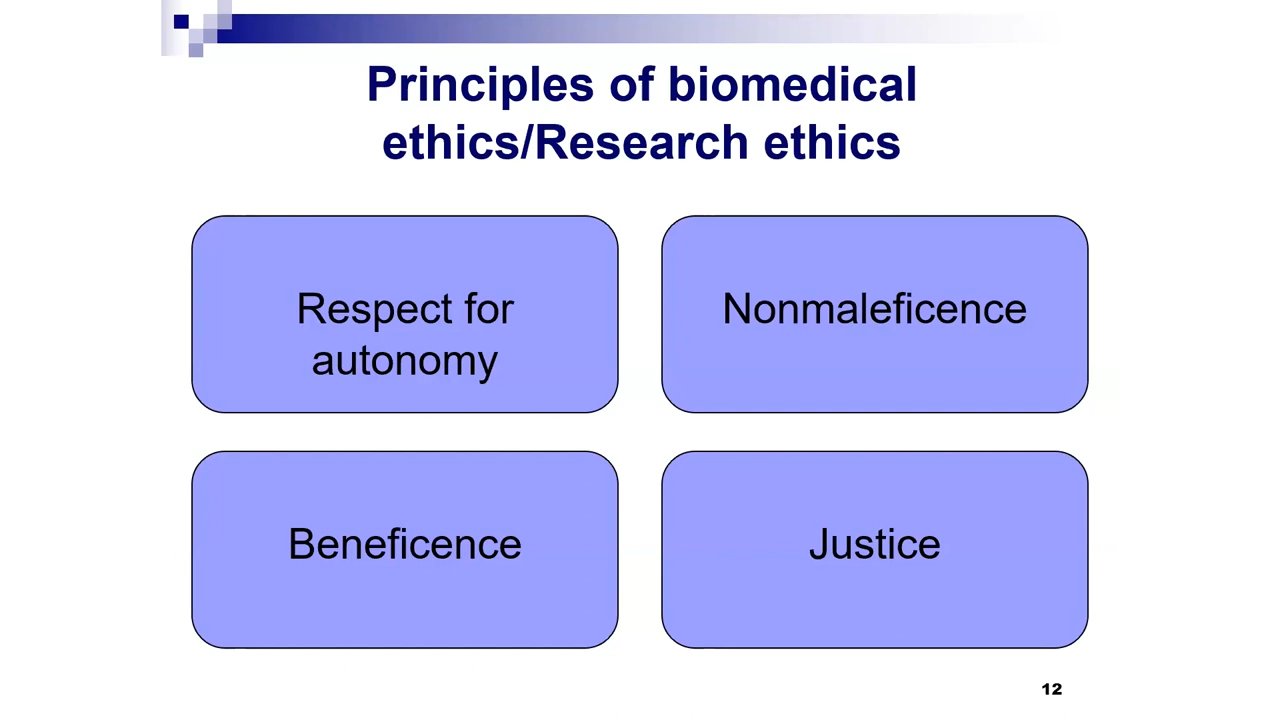 Principles of biomedical
ethics/Research ethics
Respect for
autonomy
Nonmaleficence
Beneficence
Justice
12